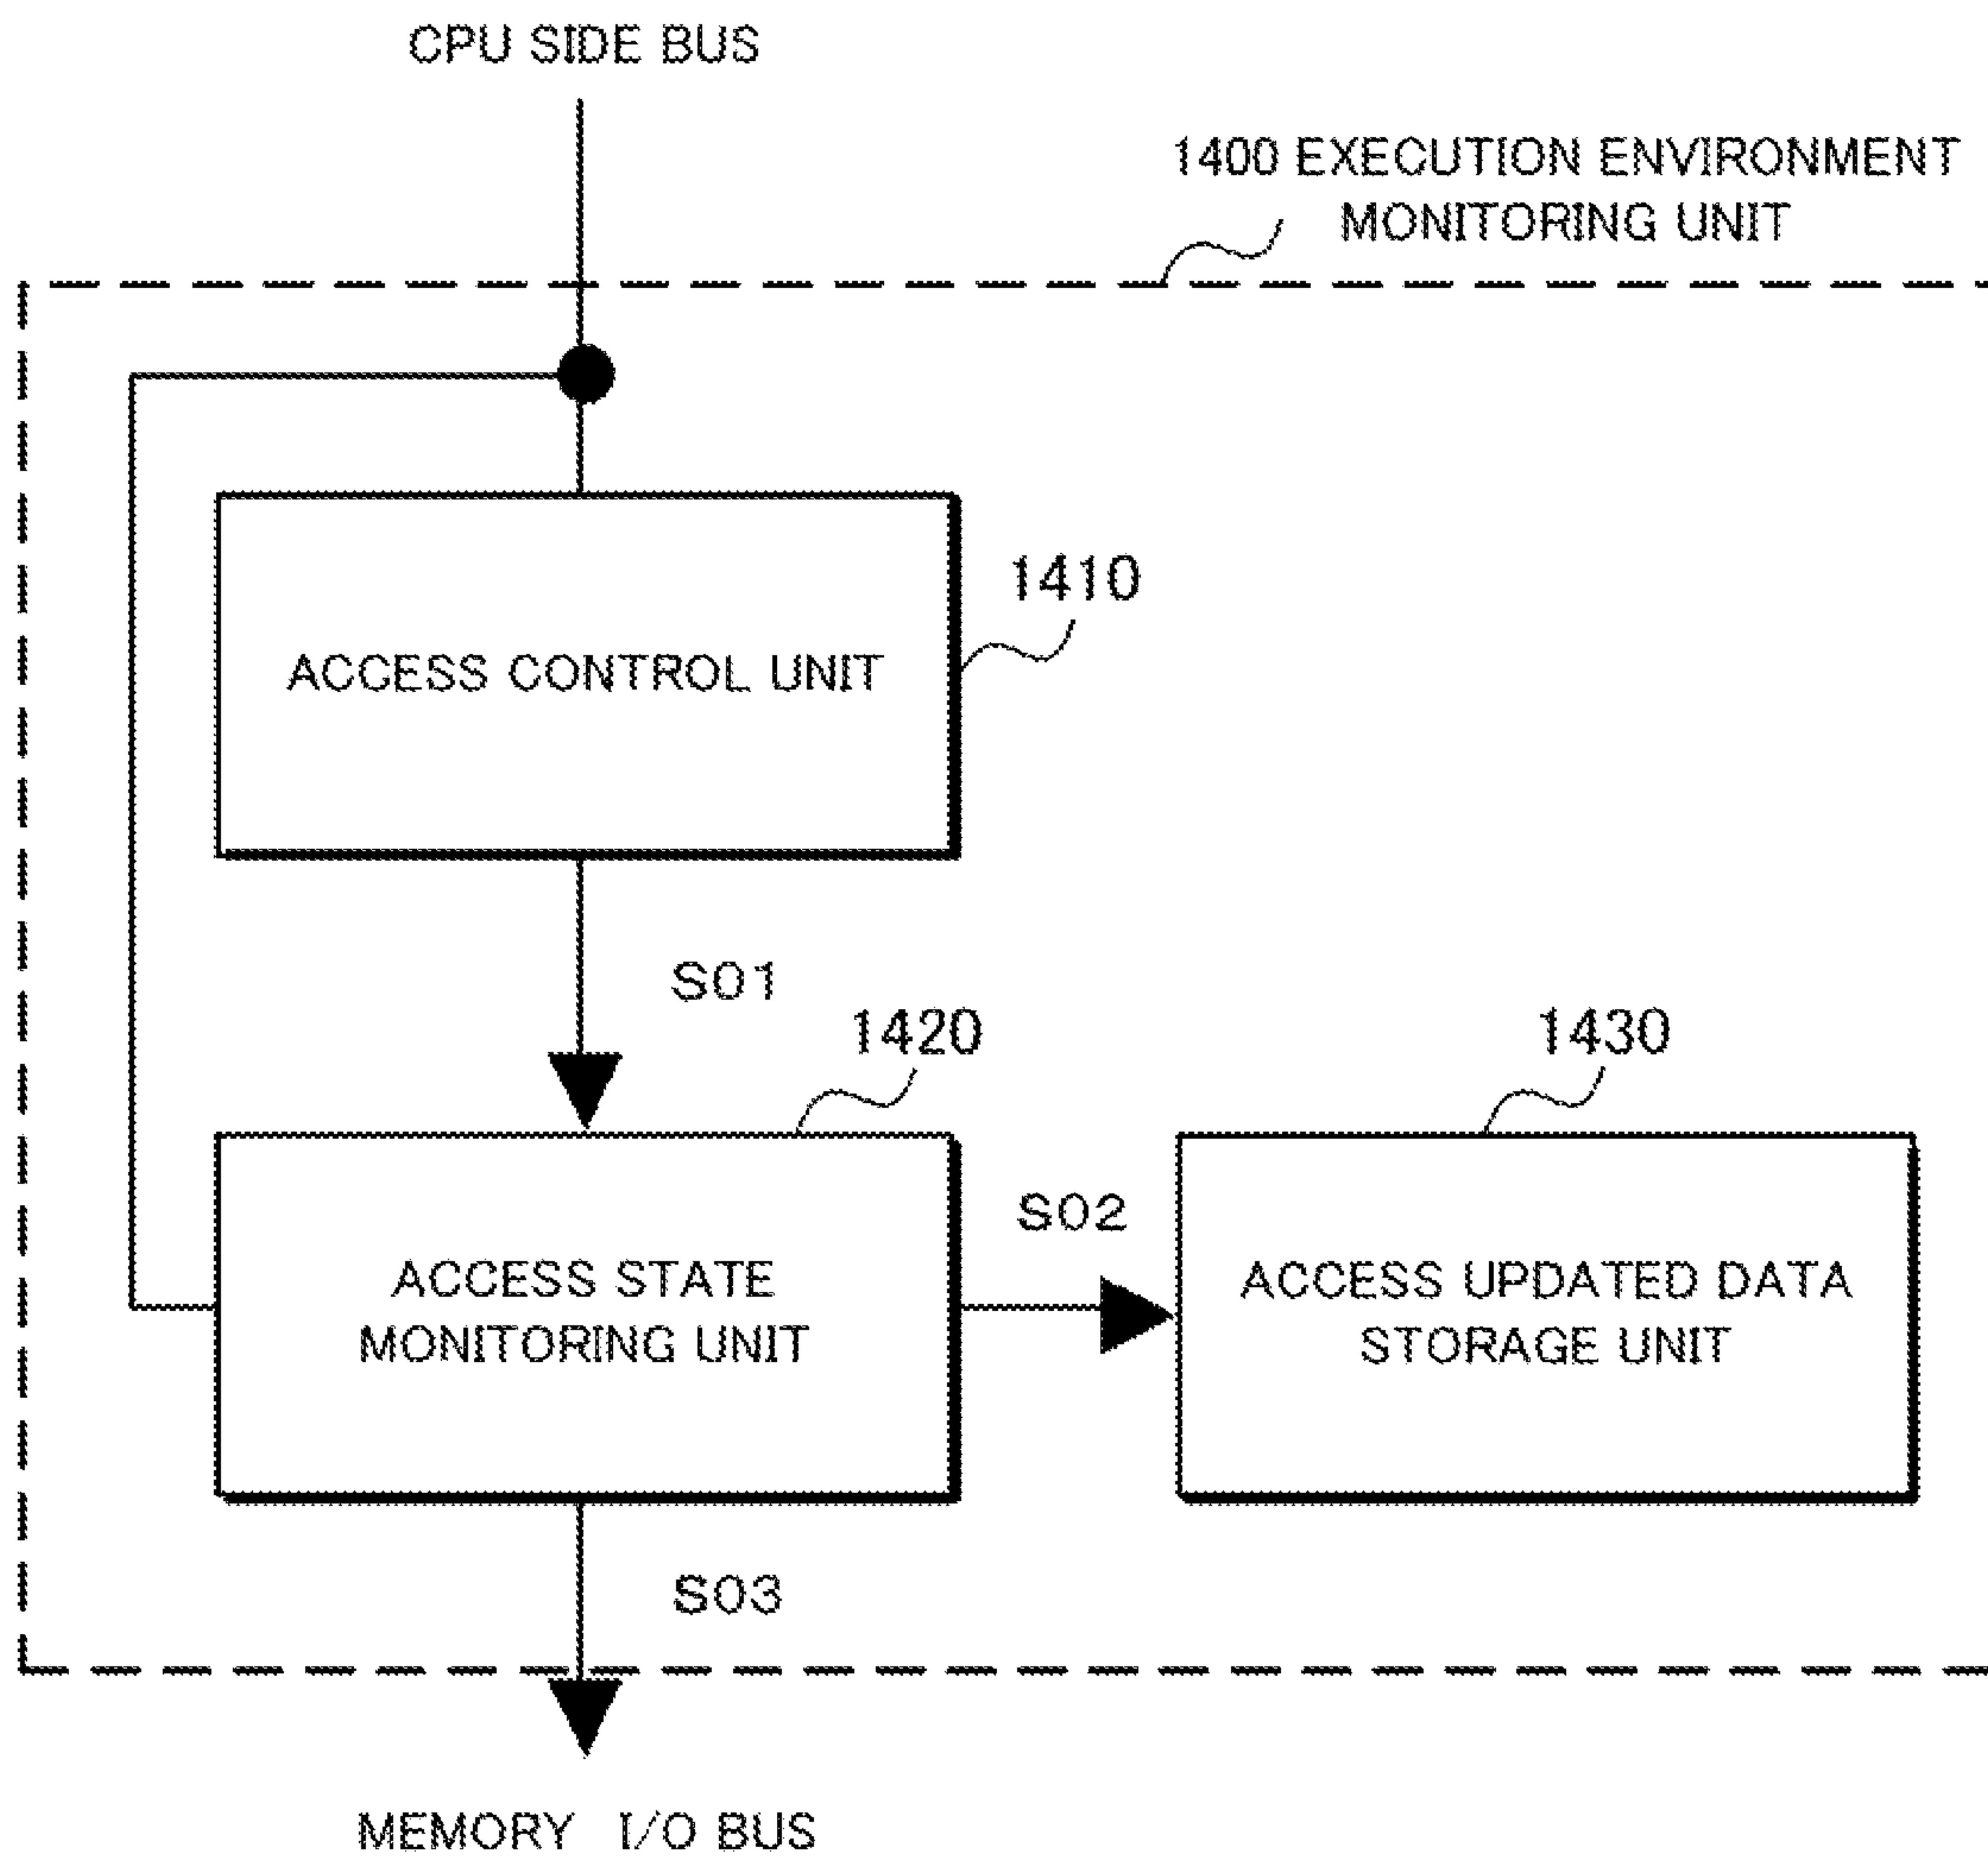 CPU SIDE BUS
1400 EXECUTION ENVIRONMENT
MONITORING UNIT
1410
ACCESS CONTROL UNIT
S01
1420
1430
S02
ACCESS STATE
MONITORING UNIT
ACCESS UPDATED DATA
STORAGE UNIT
S03
MEMORY I/O BUS